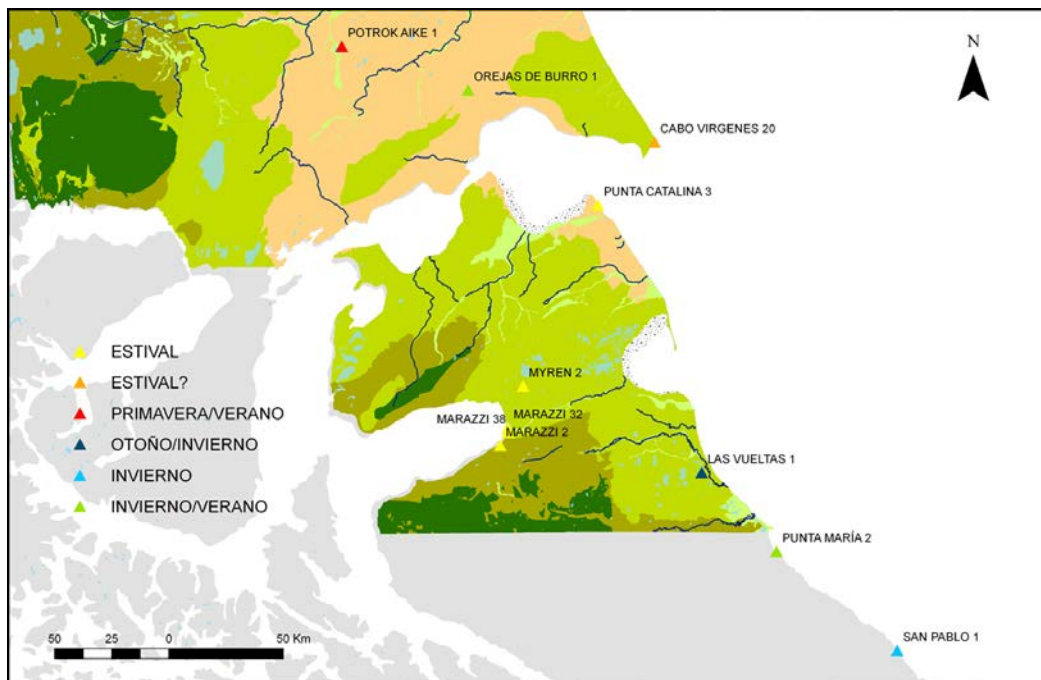 POTROK AIKE 1
N
OREJAS DE BURRO 1
CABO VIRGENES 20
PUNTA CATALINA 3
ESTIVAL
ESTIVAL?
PRIMAVERA/VERANO
OTOÑO/INVIERNO
INVIERNO
INVIERNO/VERANO
MYREN 2
MARAZZI 38
MARAZZI 32
MARAZZI 2
LAS VUELTAS 1
PUNTA MARÍA 2
SAN PABLO 1
50 25 0 50 Km